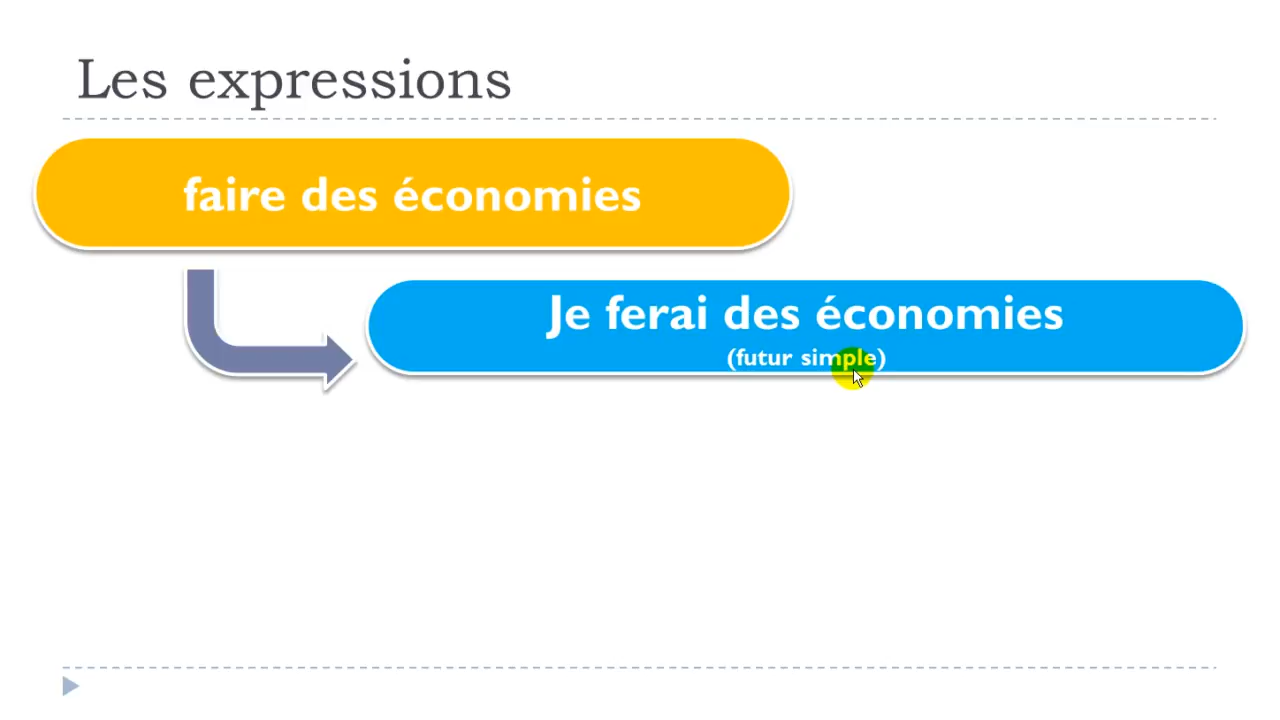 Les expressions
faire des économies
Je ferai des économies
(futur simple)